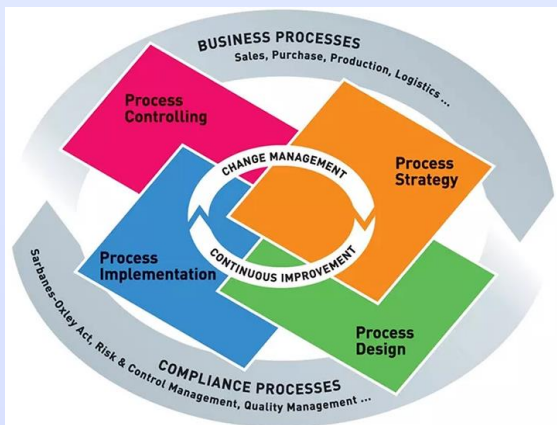 BUSINESS PROCESSES
Sales, Purchase, Production, Logistics ...
Process
Controlling
CHANGE MANAGEMENT
Process
Strategy
Process
Implementation
CONTINUOUS IMPROVEMENT
Process
Design
COMPLIANCE PROCESSES
Sarbanes-Oxley Act, Risk & Control Management, Quality Management ...